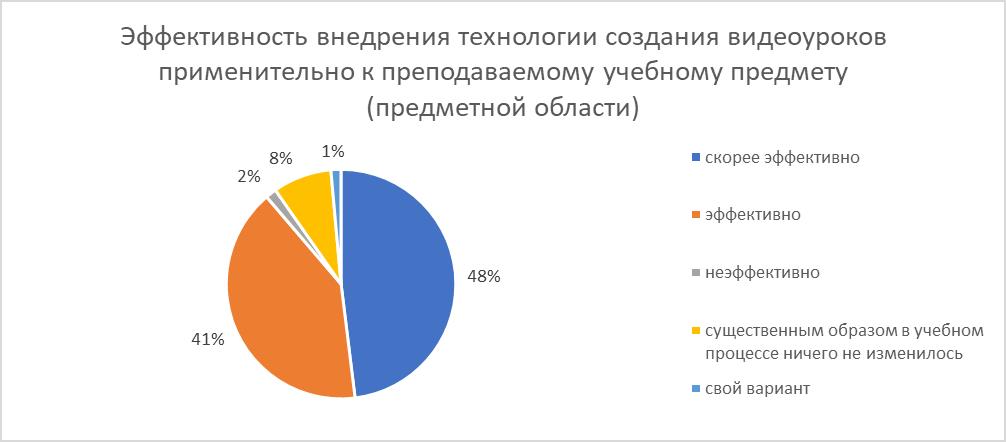 Эффективность внедрения технологии создания видеоуроков
применительно к преподаваемому учебному предмету
(предметной области)
1%
8%
2%
48%
41%
скорее эффективно
эффективно
неэффективно
существенным образом в учебном
процессе ничего не изменилось
свой вариант